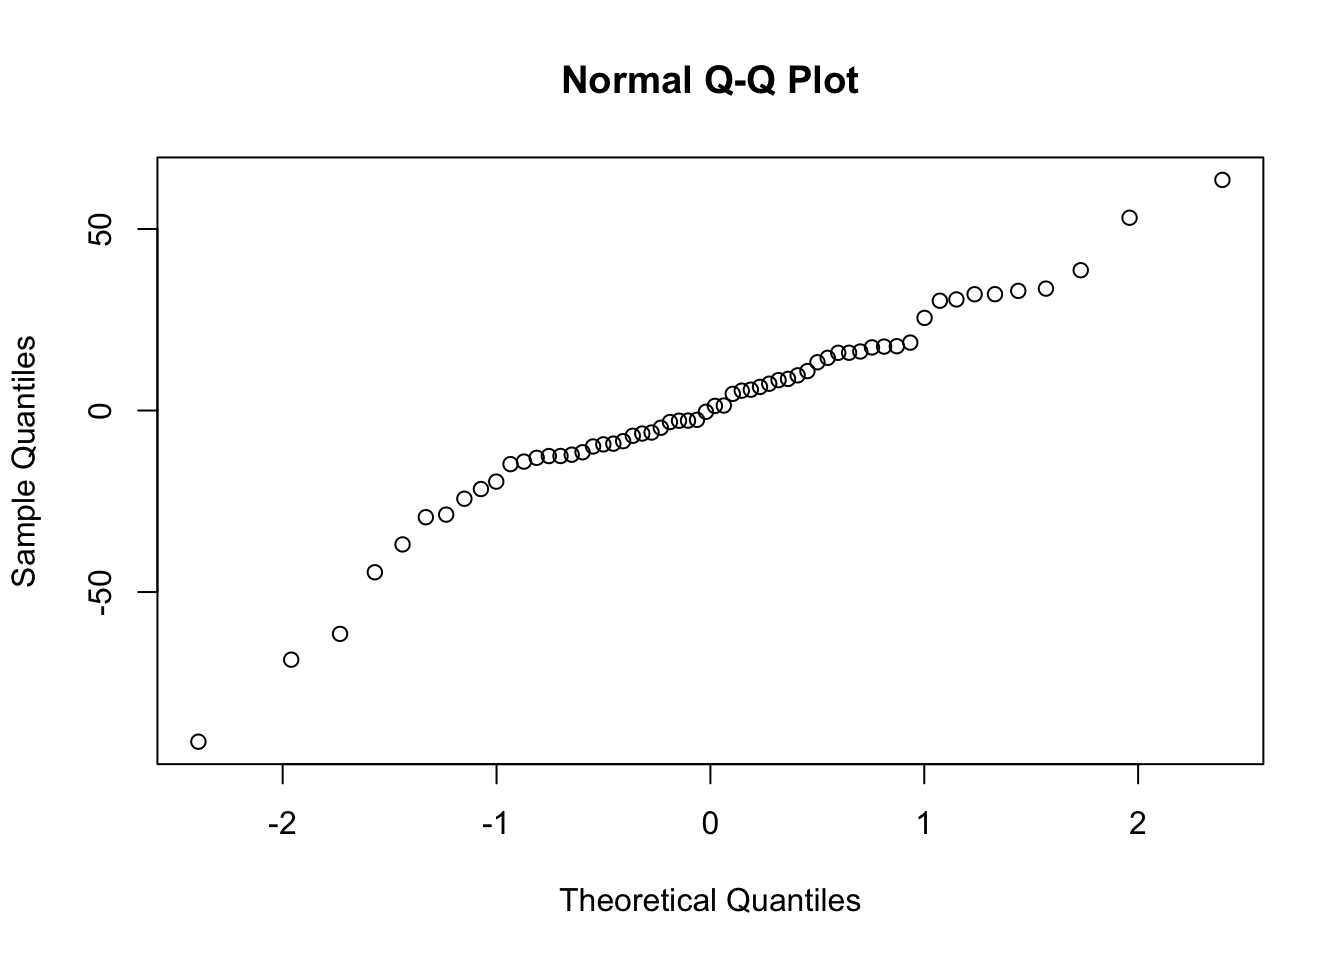 Normal Q-Q Plot
Sample Quantiles
50
0
-50
-2 -1 0 1 2
Theoretical Quantiles